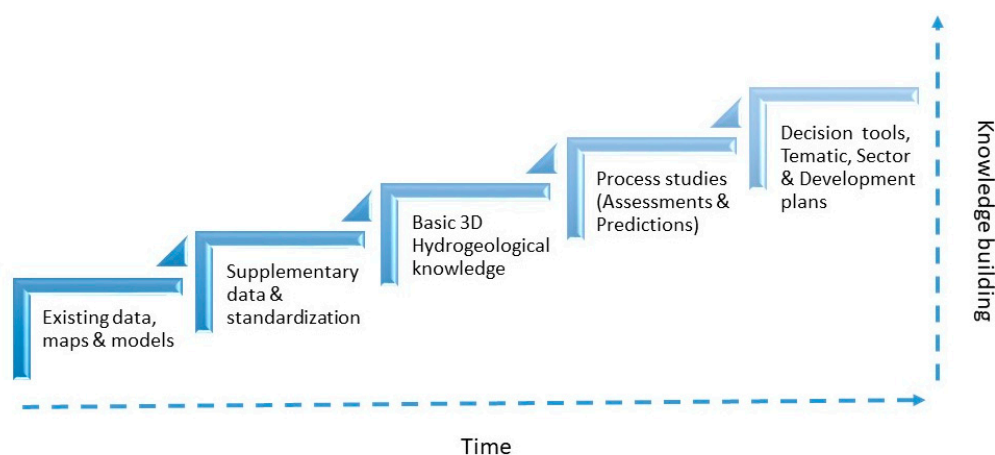 Existing data,
maps & models
Supplementary
data &
standardization
Basic 3D
Hydrogeological
knowledge
Process studies
(Assessments &
Predictions)
Decision tools,
Tematic, Sector
& Development
plans
Knowledge building
Time